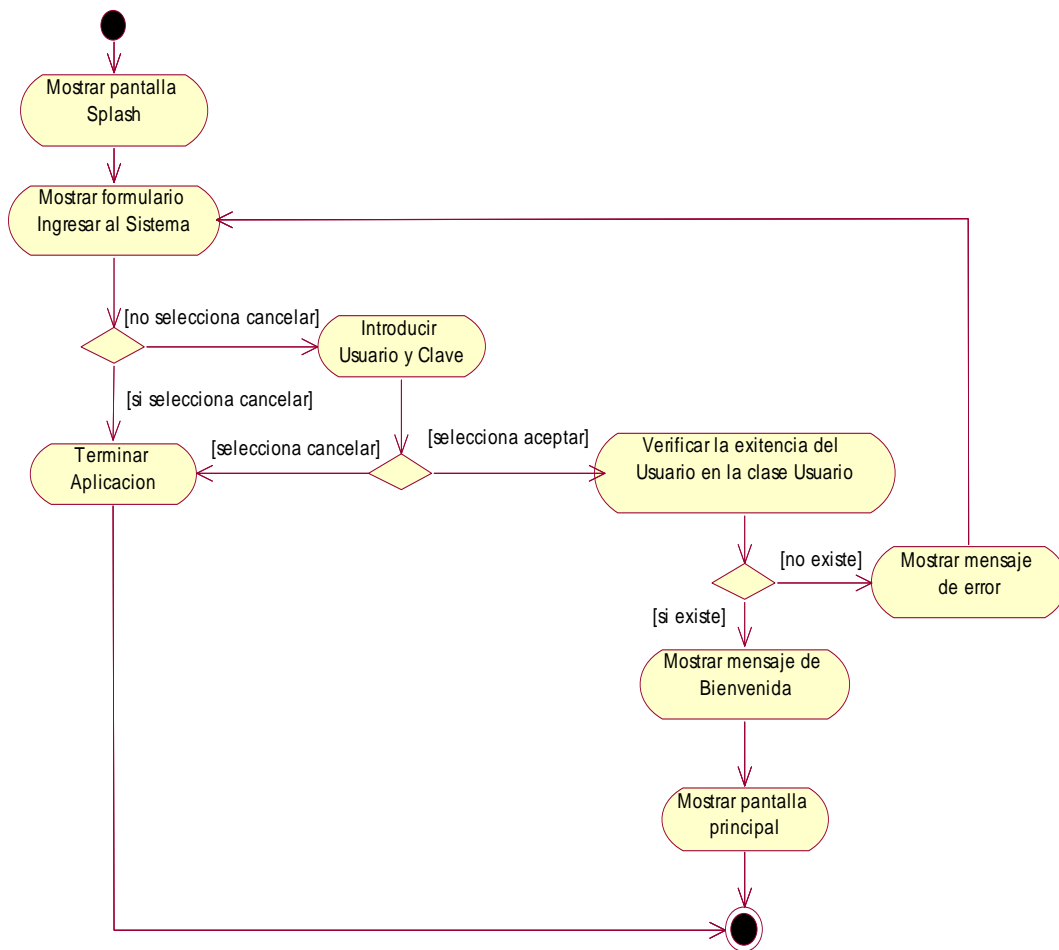 Mostrar pantalla
Splash
Mostrar formulario
Ingresar al Sistema
[no selecciona cancelar]
Introducir
Usuario y Clave
[si selecciona cancelar]
Terminar
Aplicacion
[selecciona cancelar]
[selecciona aceptar]
Verificar la exitencia del
Usuario en la clase Usuario
[no existe]
Mostrar mensaje
de error
[si existe]
Mostrar mensaje de
Bienvenida
Mostrar pantalla
principal